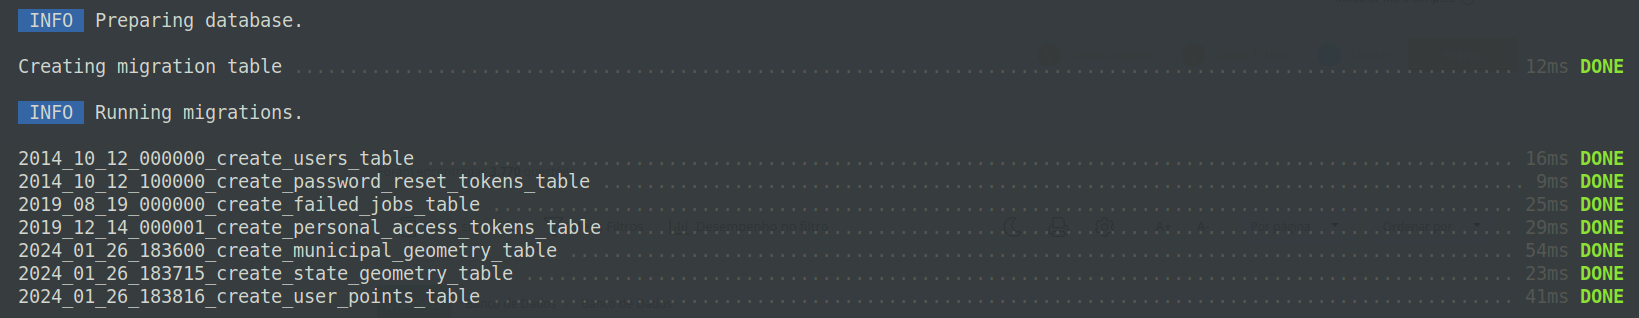 INFO Preparing database.
Creating migration table ........................................ 12ms DONE
INFO Running migrations.
2014_10_12_000000_create_users_table ........................................ 16ms DONE
2014_10_12_100000_create_password_reset_tokens_table ........................................ 9ms DONE
2019_08_19_000000_create_failed_jobs_table ........................................ 25ms DONE
2019_12_14_000001_create_personal_access_tokens_table ........................................ 29ms DONE
2024_01_26_183600_create_municipal_geometry_table ........................................ 54ms DONE
2024_01_26_183715_create_state_geometry_table ........................................ 23ms DONE
2024_01_26_183816_create_user_points_table ........................................ 41ms DONE